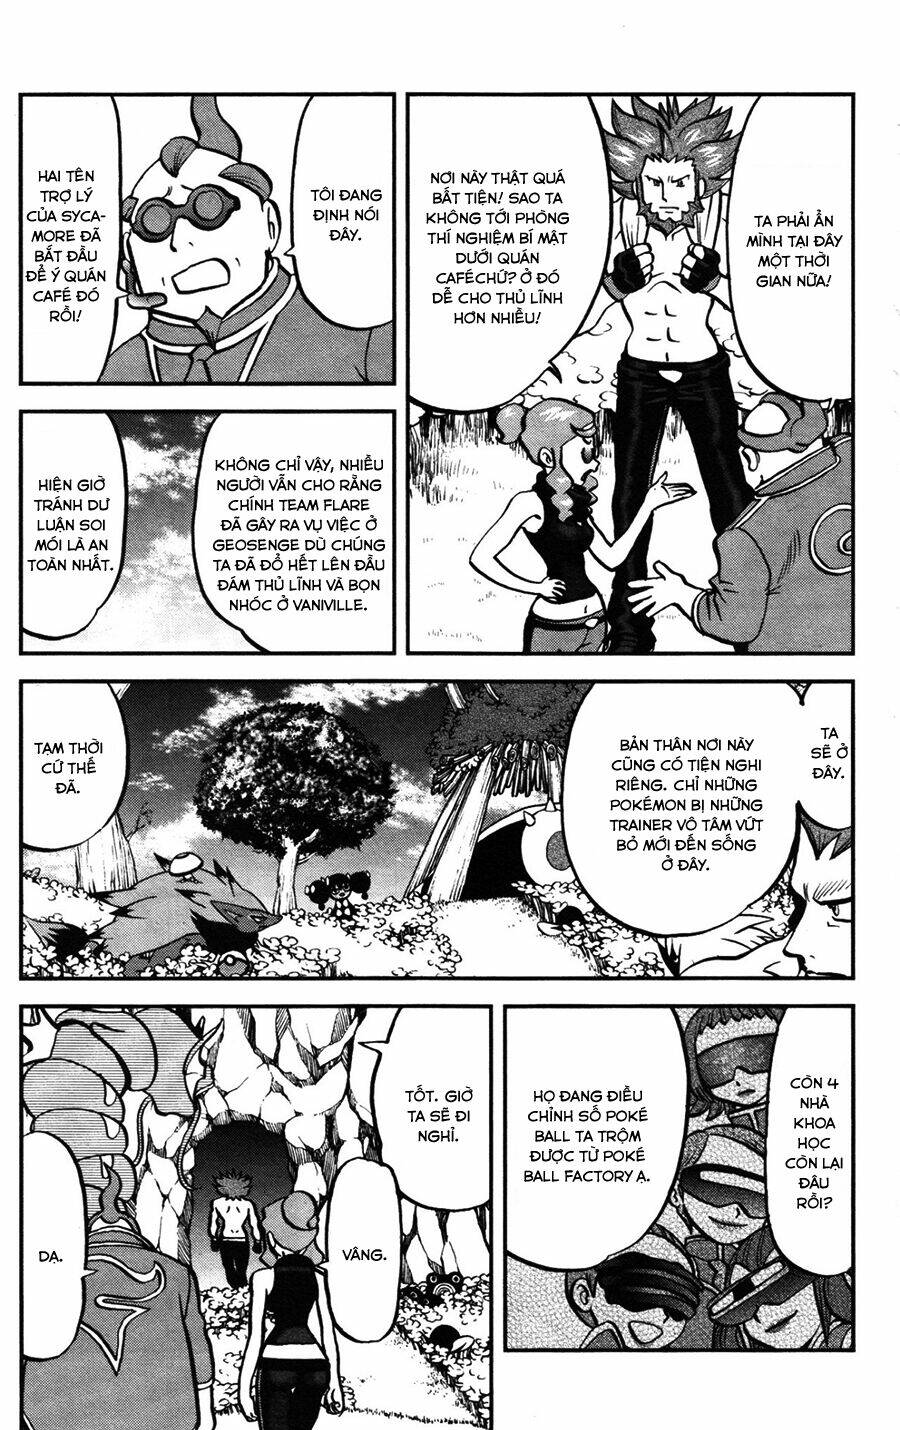 TA PHẢI ẨN
MÌNH TẠI ĐÂY
MỘT THỜI
GIAN NỮA!
NƠI NÀY THẬT QUÁ
BẤT TIỆN! SAO TA
KHÔNG TỚI PHÒNG
THÍ NGHIỆM BÍ MẬT
DƯỚI QUÁN
CAFÉCHỨ? Ở ĐÓ
DỄ CHO THỦ LĨNH
HƠN NHIỀU!
TÔI ĐANG
ĐỊNH NÓI
ĐÂY.
HAI TÊN
TRỢ LÝ
CỦA SYCA-
MORE ĐÃ
BẮT ĐẦU
ĐỂ Ý QUÁN
CAFÉ ĐÓ
RỒI!
KHÔNG CHỈ VẬY, NHIỀU
NGƯỜI VẪN CHO RẰNG
CHÍNH TEAM FLARE
ĐÃ GÂY RA VỤ VIỆC Ở
GEOSENGE DÙ CHÚNG
TA ĐÃ ĐỔ HẾT LÊN ĐẦU
ĐÁM THỦ LĨNH VÀ BỌN
NHÓC Ở VANIVILLE.
HIỆN GIỜ
TRÁNH DƯ
LUẬN SOI
MÓI LÀ AN
TOÀN NHẤT.
TA
SẼ Ở
ĐÂY.
BẢN THÂN NƠI NÀY
CŨNG CÓ TIỆN NGHI
RIÊNG. CHỈ NHỮNG
POKÉMON BỊ NHỮNG
TRAINER VÔ TÂM VỨT
BỎ MỚI ĐẾN SỐNG
Ở ĐÂY.
TẠM THỜI
CỨ THẾ
ĐÃ.
CÒN 4
NHÀ
KHOA
HỌC
CÒN LẠI
ĐÂU
RỒI?
HỌ ĐANG ĐIỀU
CHỈNH SỐ POKÉ
BALL TA TRỘM
ĐƯỢC TỪ POKÉ
BALL FACTORY Ạ.
TỐT. GIỜ
TA SẼ ĐI
NGHỈ.
VÂNG.
DẠ.